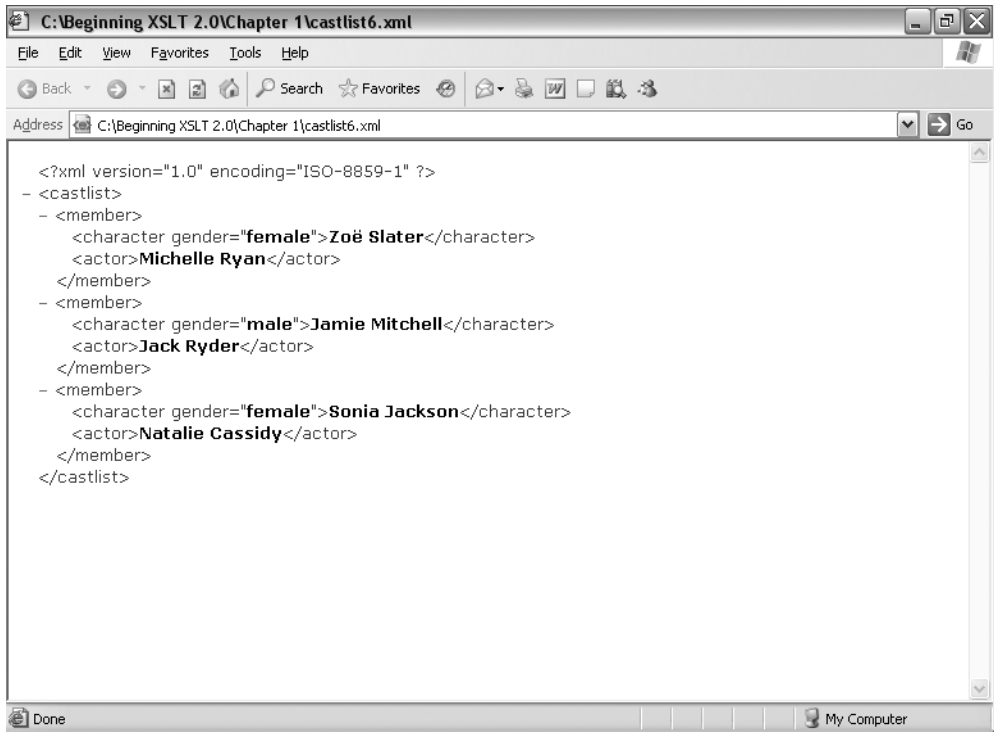 C:\Beginning XSLT 2.0\Chapter 1\castlist6.xml
File Edit View Favorites Tools Help
Back Search Favorites
Address C:\Beginning XSLT 2.0\Chapter 1\castlist6.xml Go
<?xml version="1.0" encoding="ISO-8859-1" ?>
- <castlist>
- <member>
<character gender="female">Zoë Slater</character>
<actor>Michelle Ryan</actor>
</member>
- <member>
<character gender="male">Jamie Mitchell</character>
<actor>Jack Ryder</actor>
</member>
- <member>
<character gender="female">Sonia Jackson</character>
<actor>Natalie Cassidy</actor>
</member>
</castlist>
Done My Computer